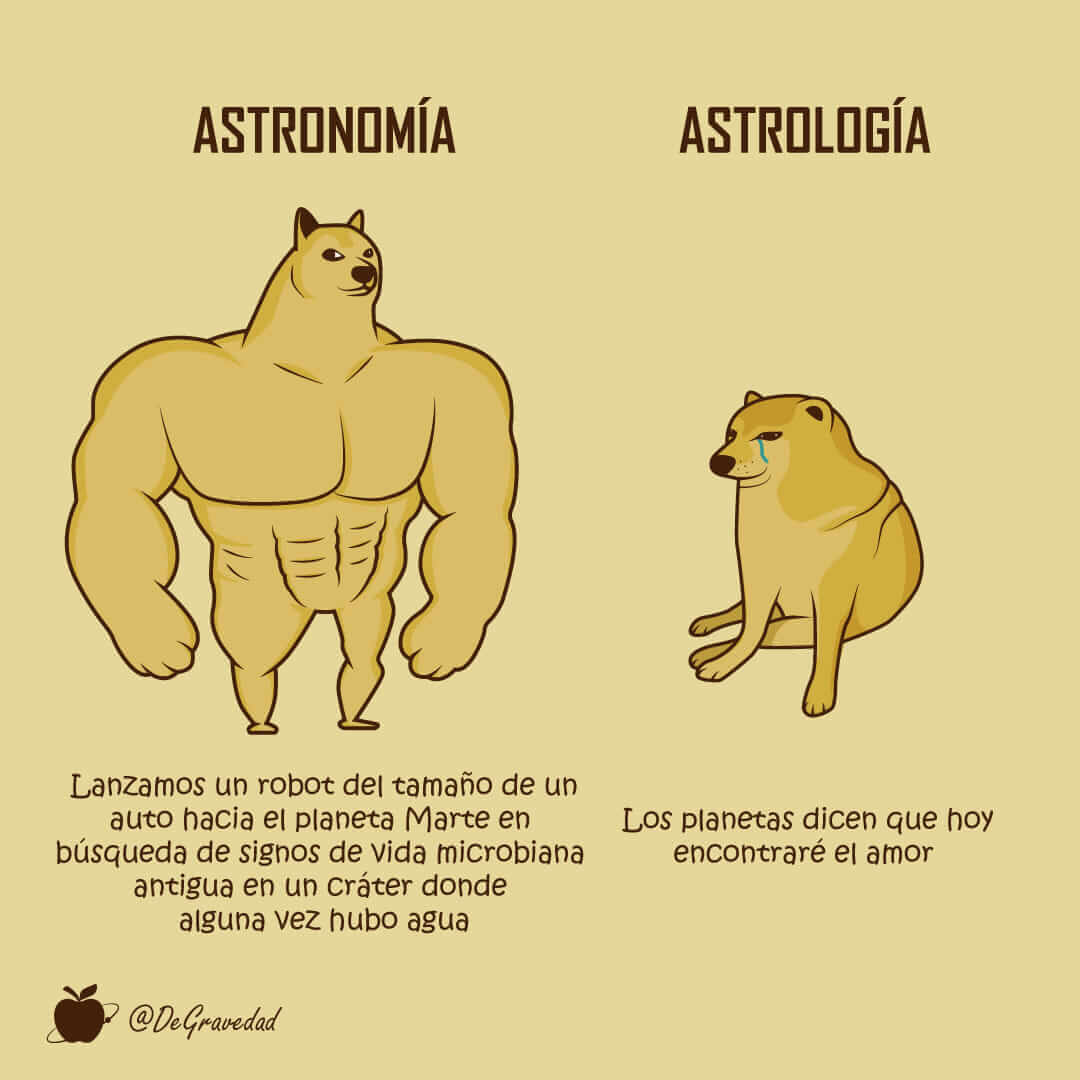 ASTRONOMÍA
ASTROLOGÍA
Lanzamos un robot del tamaño de un
auto hacia el planeta Marte en
búsqueda de signos de vida microbiana
antigua en un cráter donde
alguna vez hubo agua
Los planetas dicen que hoy
encontraré el amor
@DeGravedad